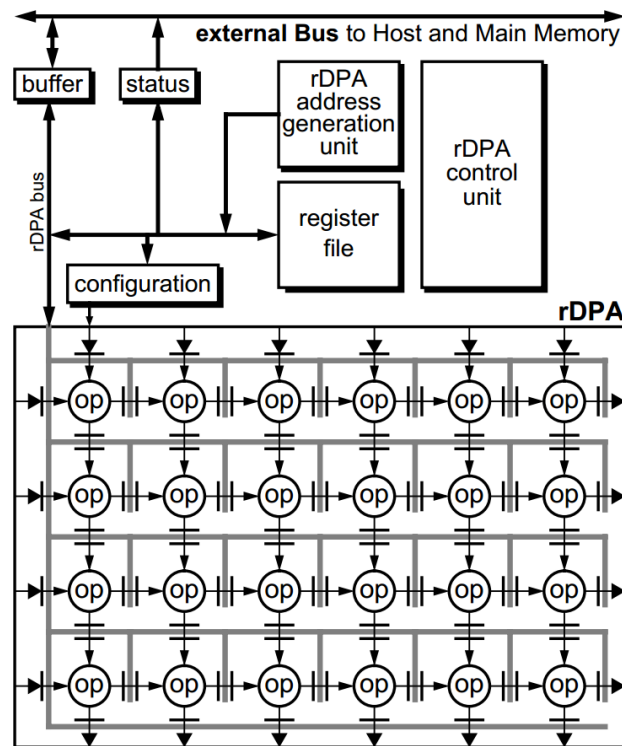 external Bus to Host and Main Memory
buffer
status
rDPA
address
generation
unit
rDPA
control
unit
rDPA bus
register
file
configuration
rDPA
op op op op op op
op op op op op op
op op op op op op
op op op op op op